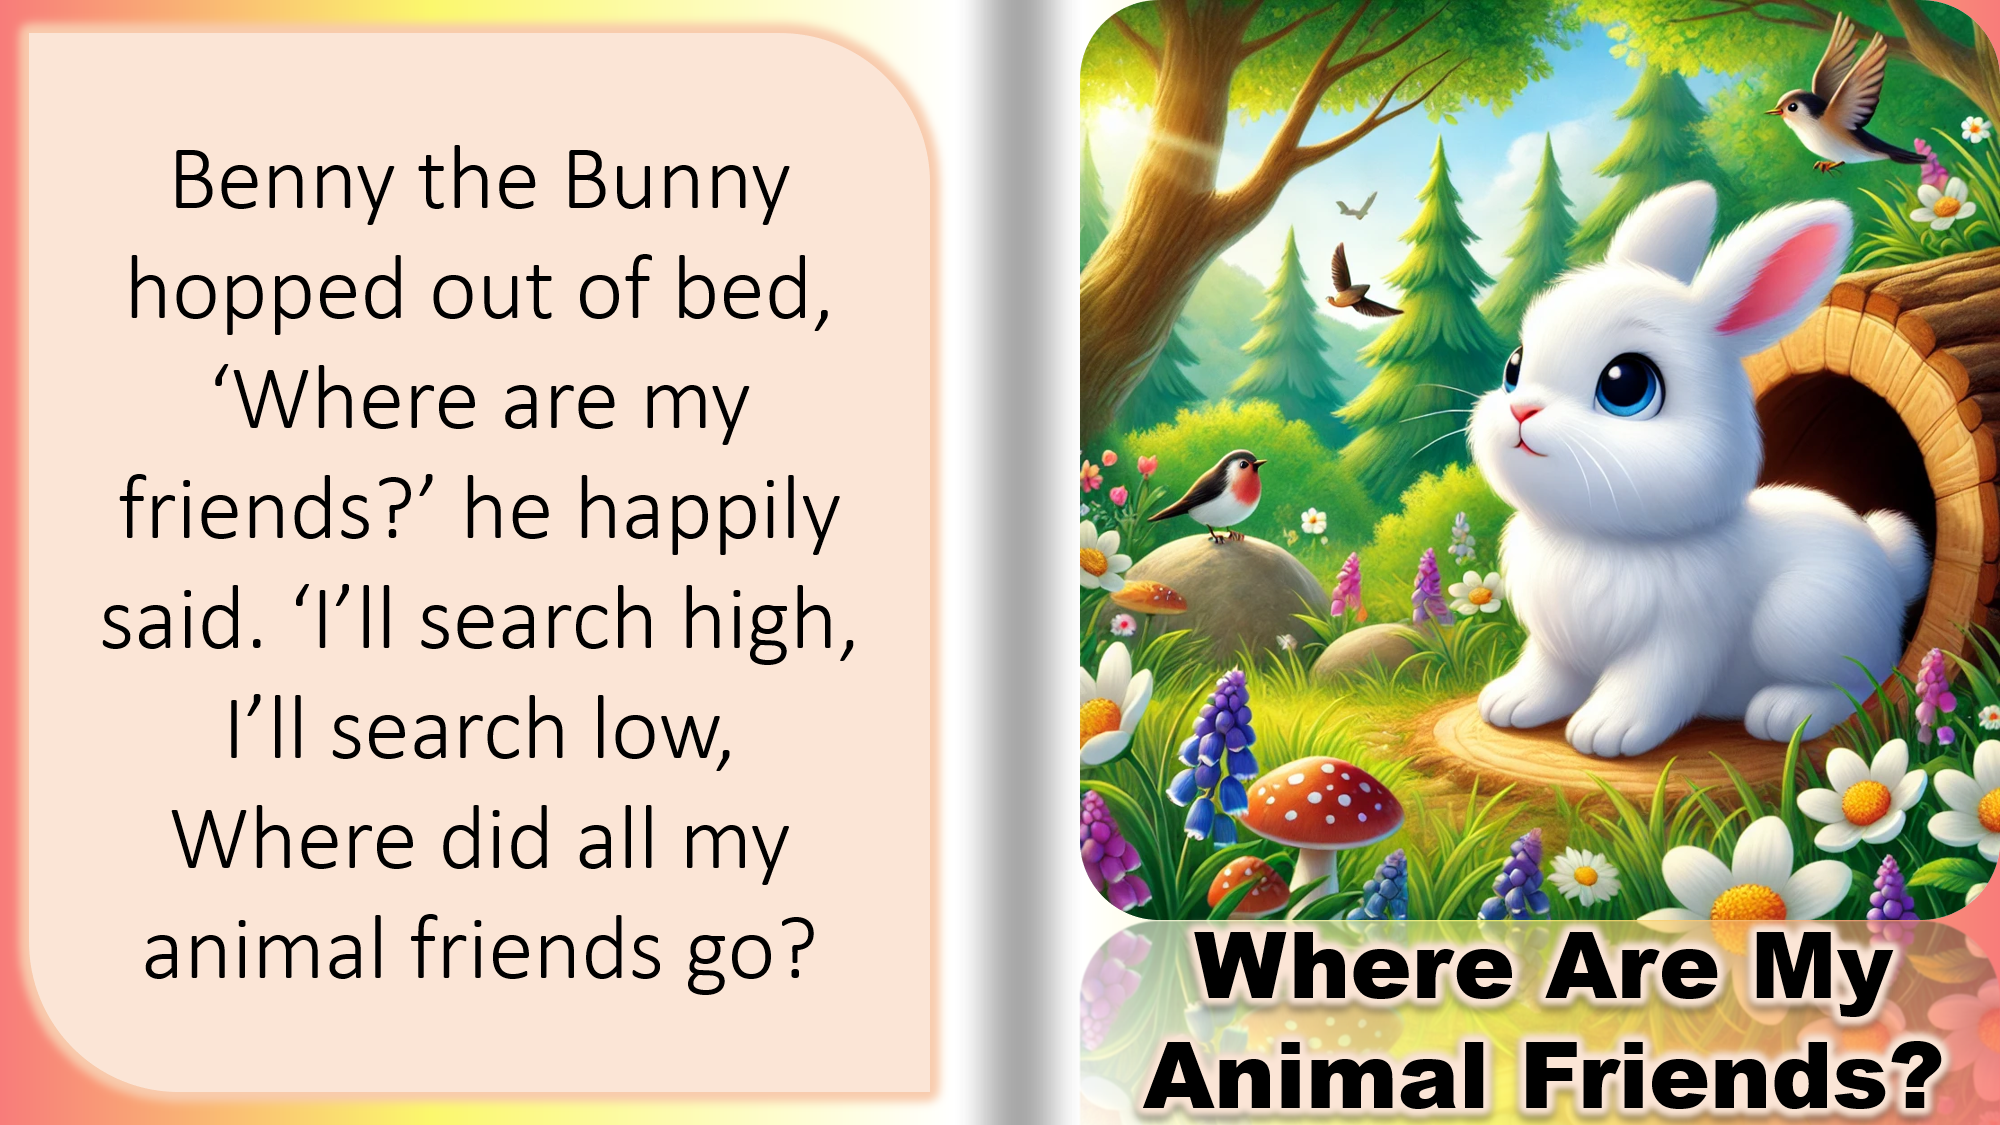 Benny the Bunny
hopped out of bed,
‘Where are my
friends?’ he happily
said. ‘I’ll search high,
I’ll search low,
Where did all my
animal friends go?
Where Are My
Animal Friends?